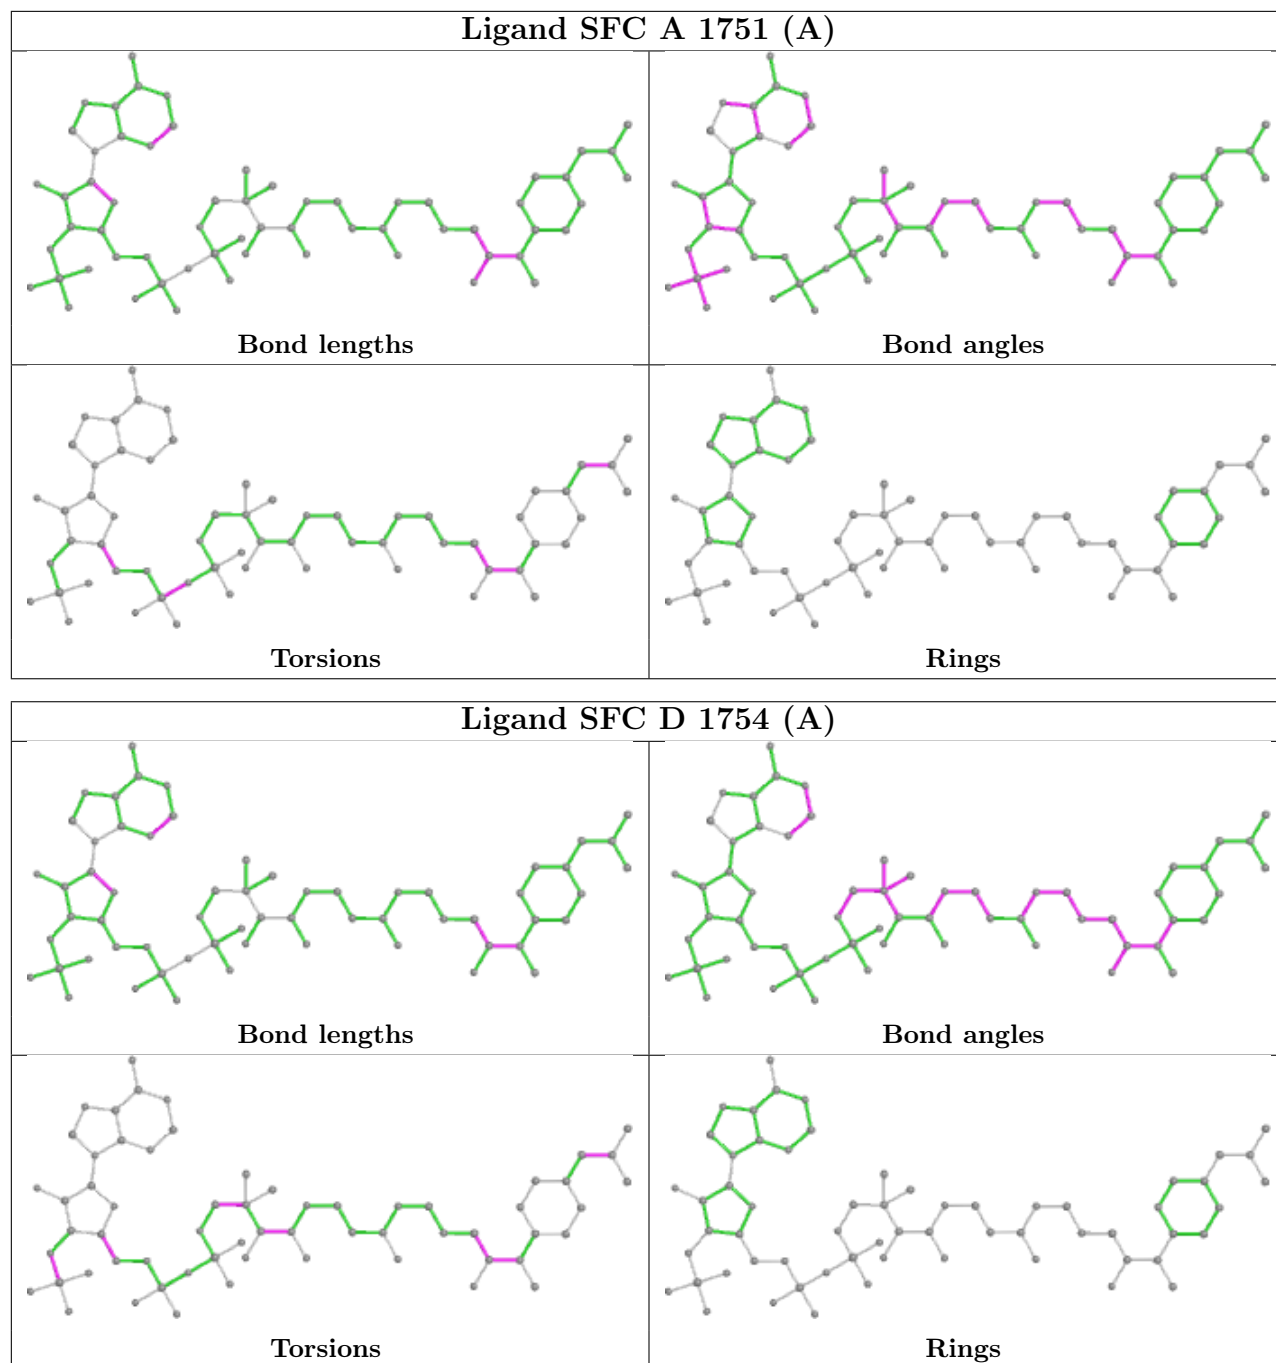 Ligand SFC A 1751 (A)
Bond lengths
Bond angles
Torsions
Rings
Ligand SFC D 1754 (A)
Bond lengths
Bond angles
Torsions
Rings